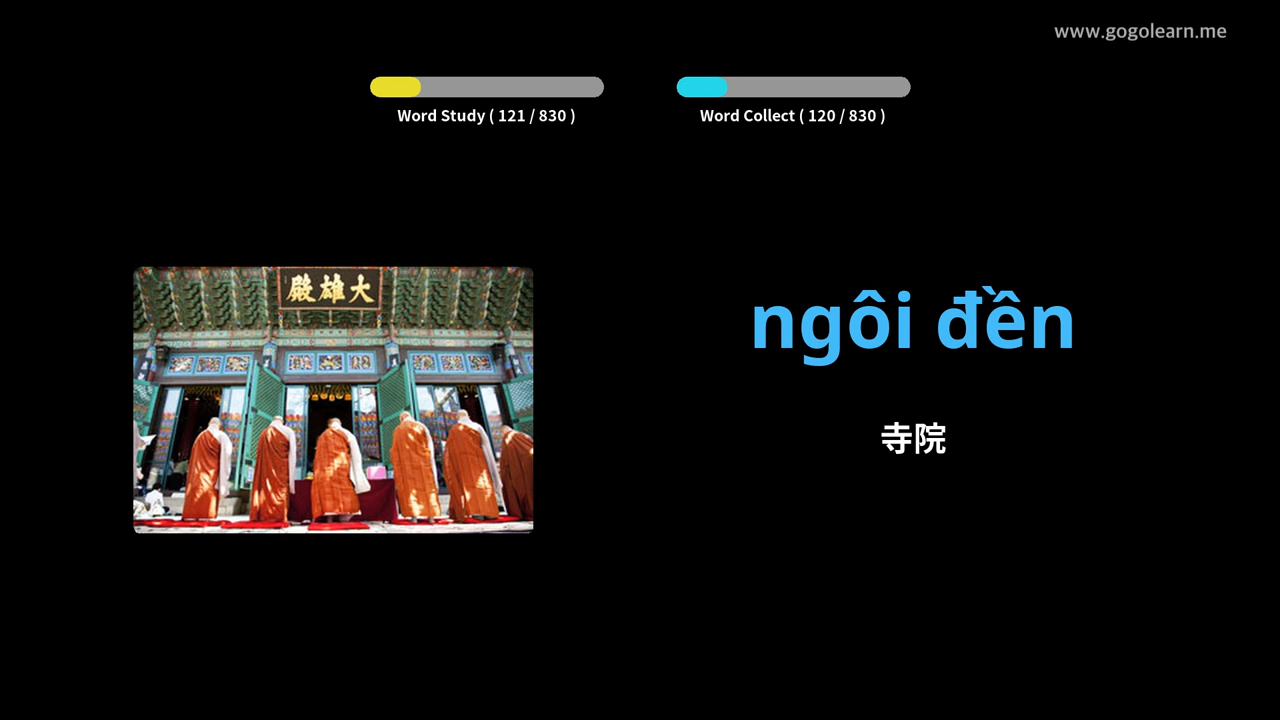 www.gogolearn.me
Word Study ( 121 / 830 )
Word Collect ( 120 / 830 )
殿雄大
ngôi đền
寺院